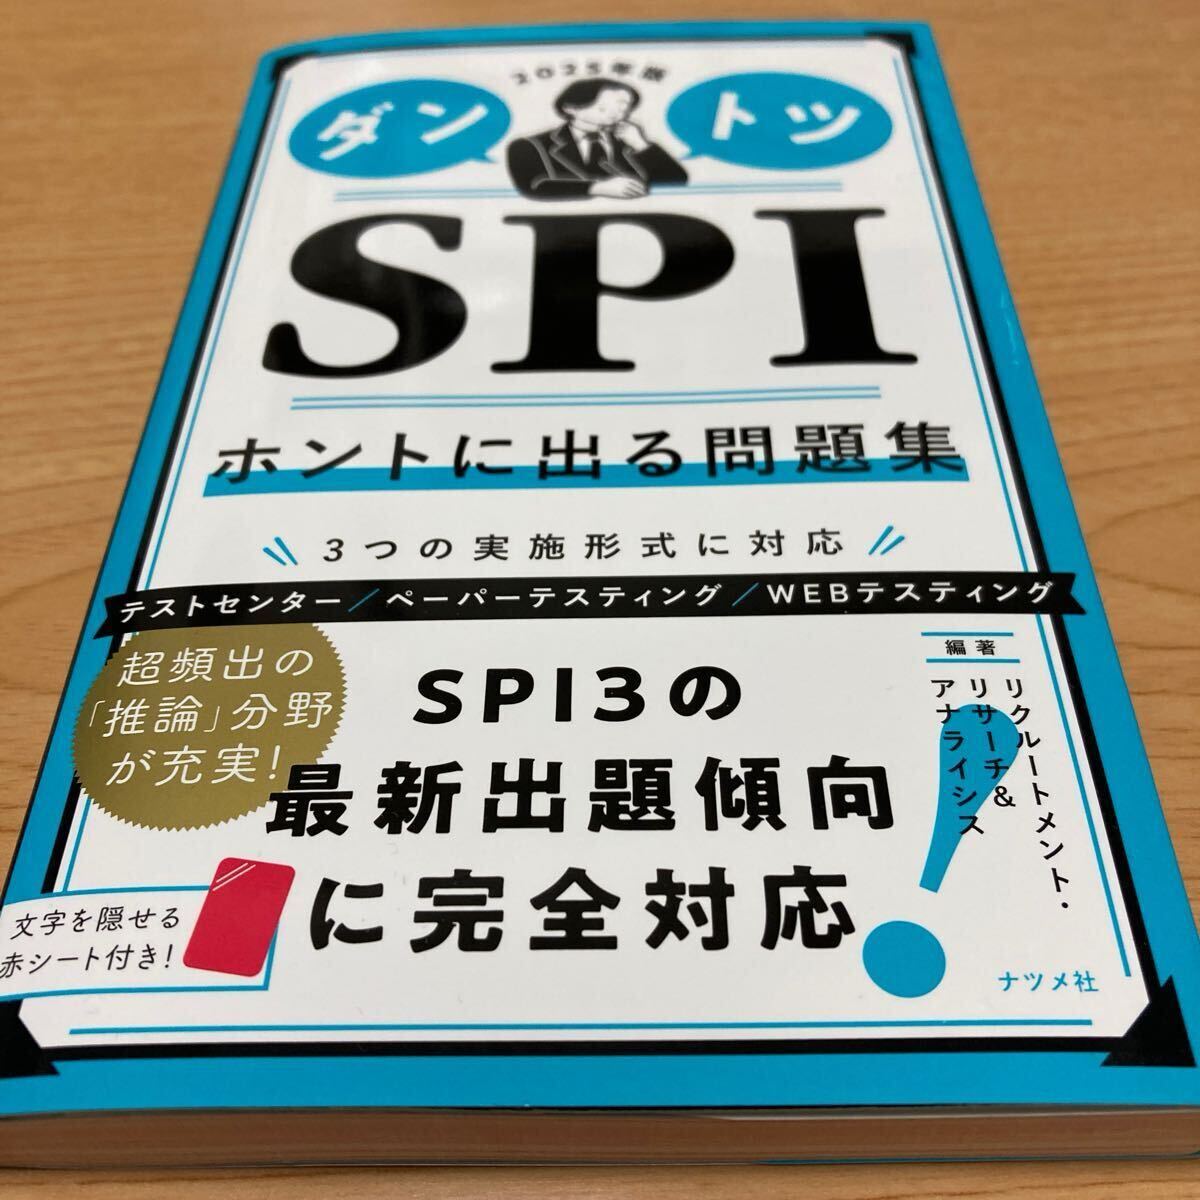 2025年版
ダントツ
SPI
ホントに出る問題集
3つの実施形式に対応
テストセンター／ペーパーテスティング／WEBテスティング
超頻出の
「推論」分野
が充実!
SPI3の
最新出題傾向
に完全対応!
編著
リクルートメント・
リサーチ&
アナライシス
文字を隠せる
赤シート付き!
ナツメ社